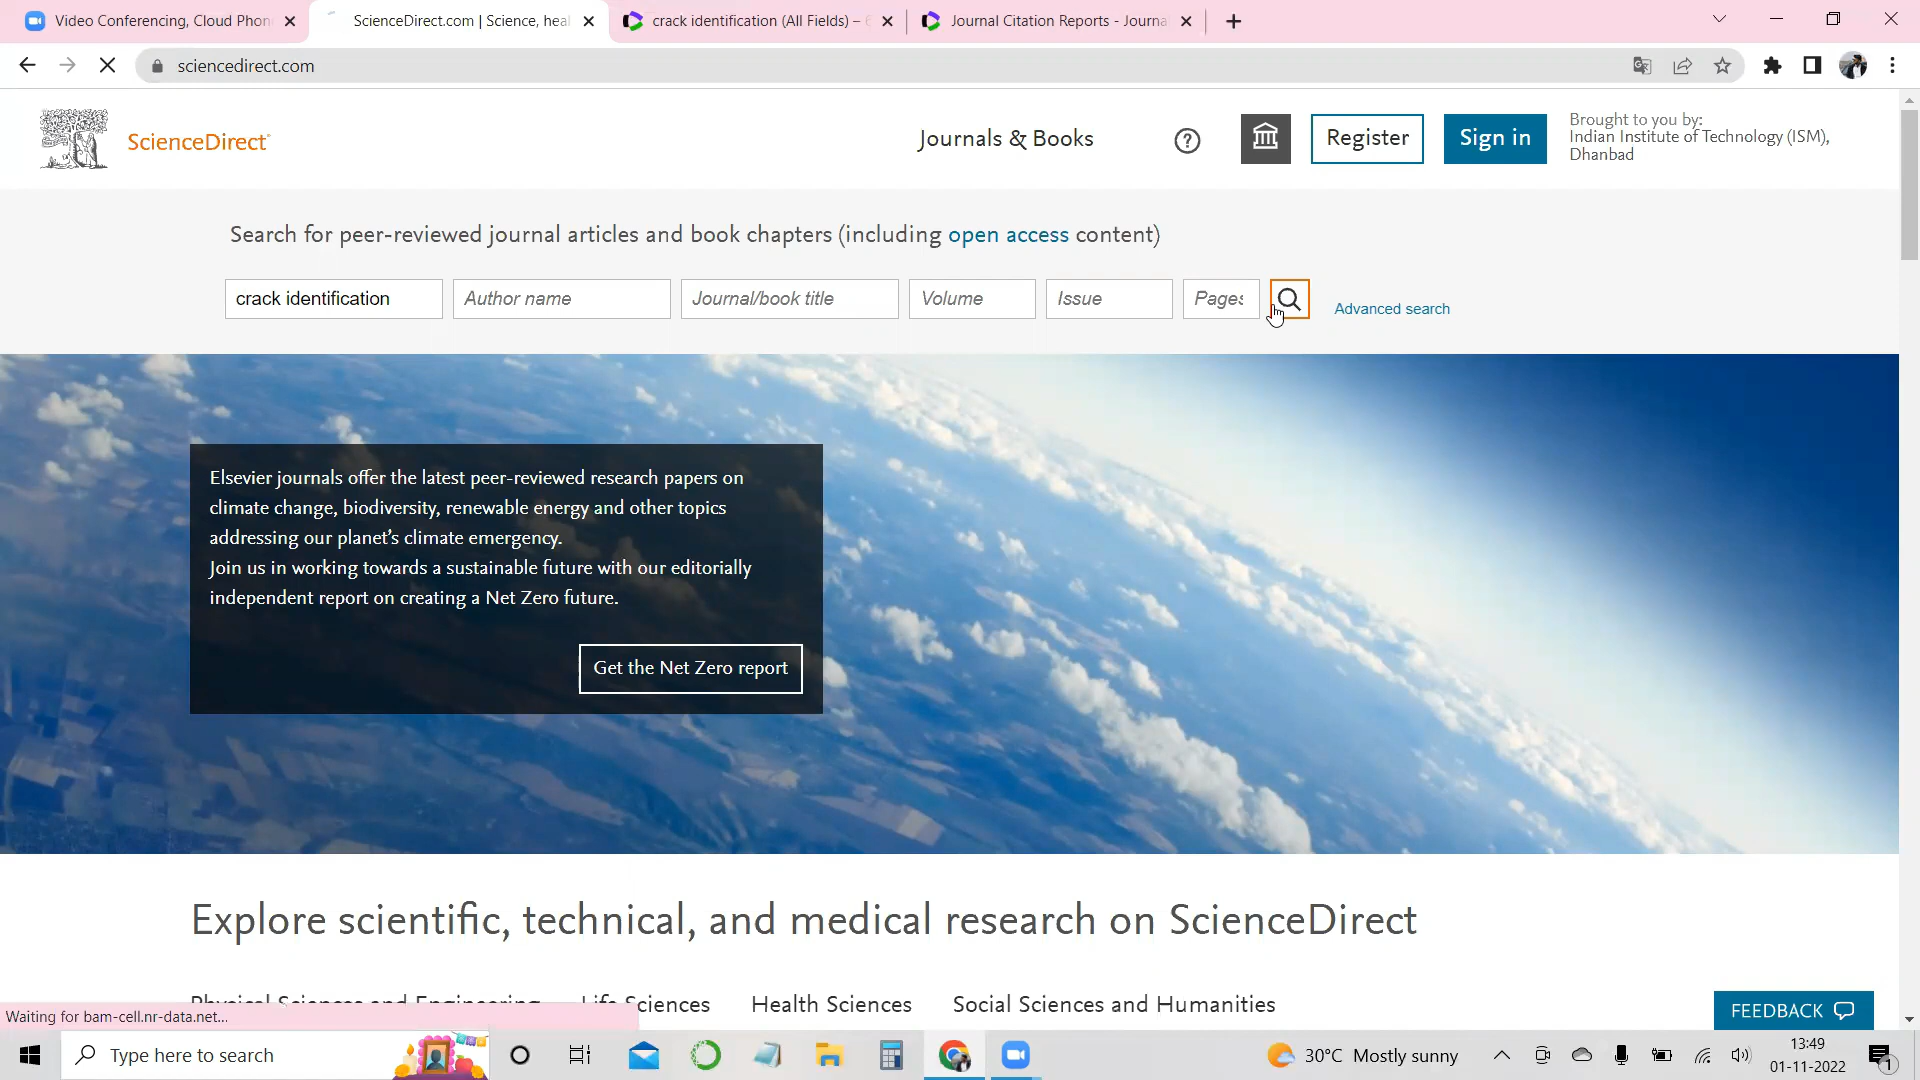 Video Conferencing, Cloud Phon
ScienceDirect.com | Science, heal
crack identification (All Fields) – 6
Journal Citation Reports - Journa
sciencedirect.com
ScienceDirect
Journals & Books
Register
Sign in
Brought to you by:
Indian Institute of Technology (ISM),
Dhanbad
Search for peer-reviewed journal articles and book chapters (including open access content)
crack identification
Author name
Journal/book title
Volume
Issue
Pages
Advanced search
Elsevier journals offer the latest peer-reviewed research papers on
climate change, biodiversity, renewable energy and other topics
addressing our planet’s climate emergency.
Join us in working towards a sustainable future with our editorially
independent report on creating a Net Zero future.
Get the Net Zero report
Explore scientific, technical, and medical research on ScienceDirect
Physical Sciences and Engineering
Life Sciences
Health Sciences
Social Sciences and Humanities
FEEDBACK
Waiting for bam-cell.nr-data.net...
Type here to search
30°C Mostly sunny
13:49
01-11-2022
1